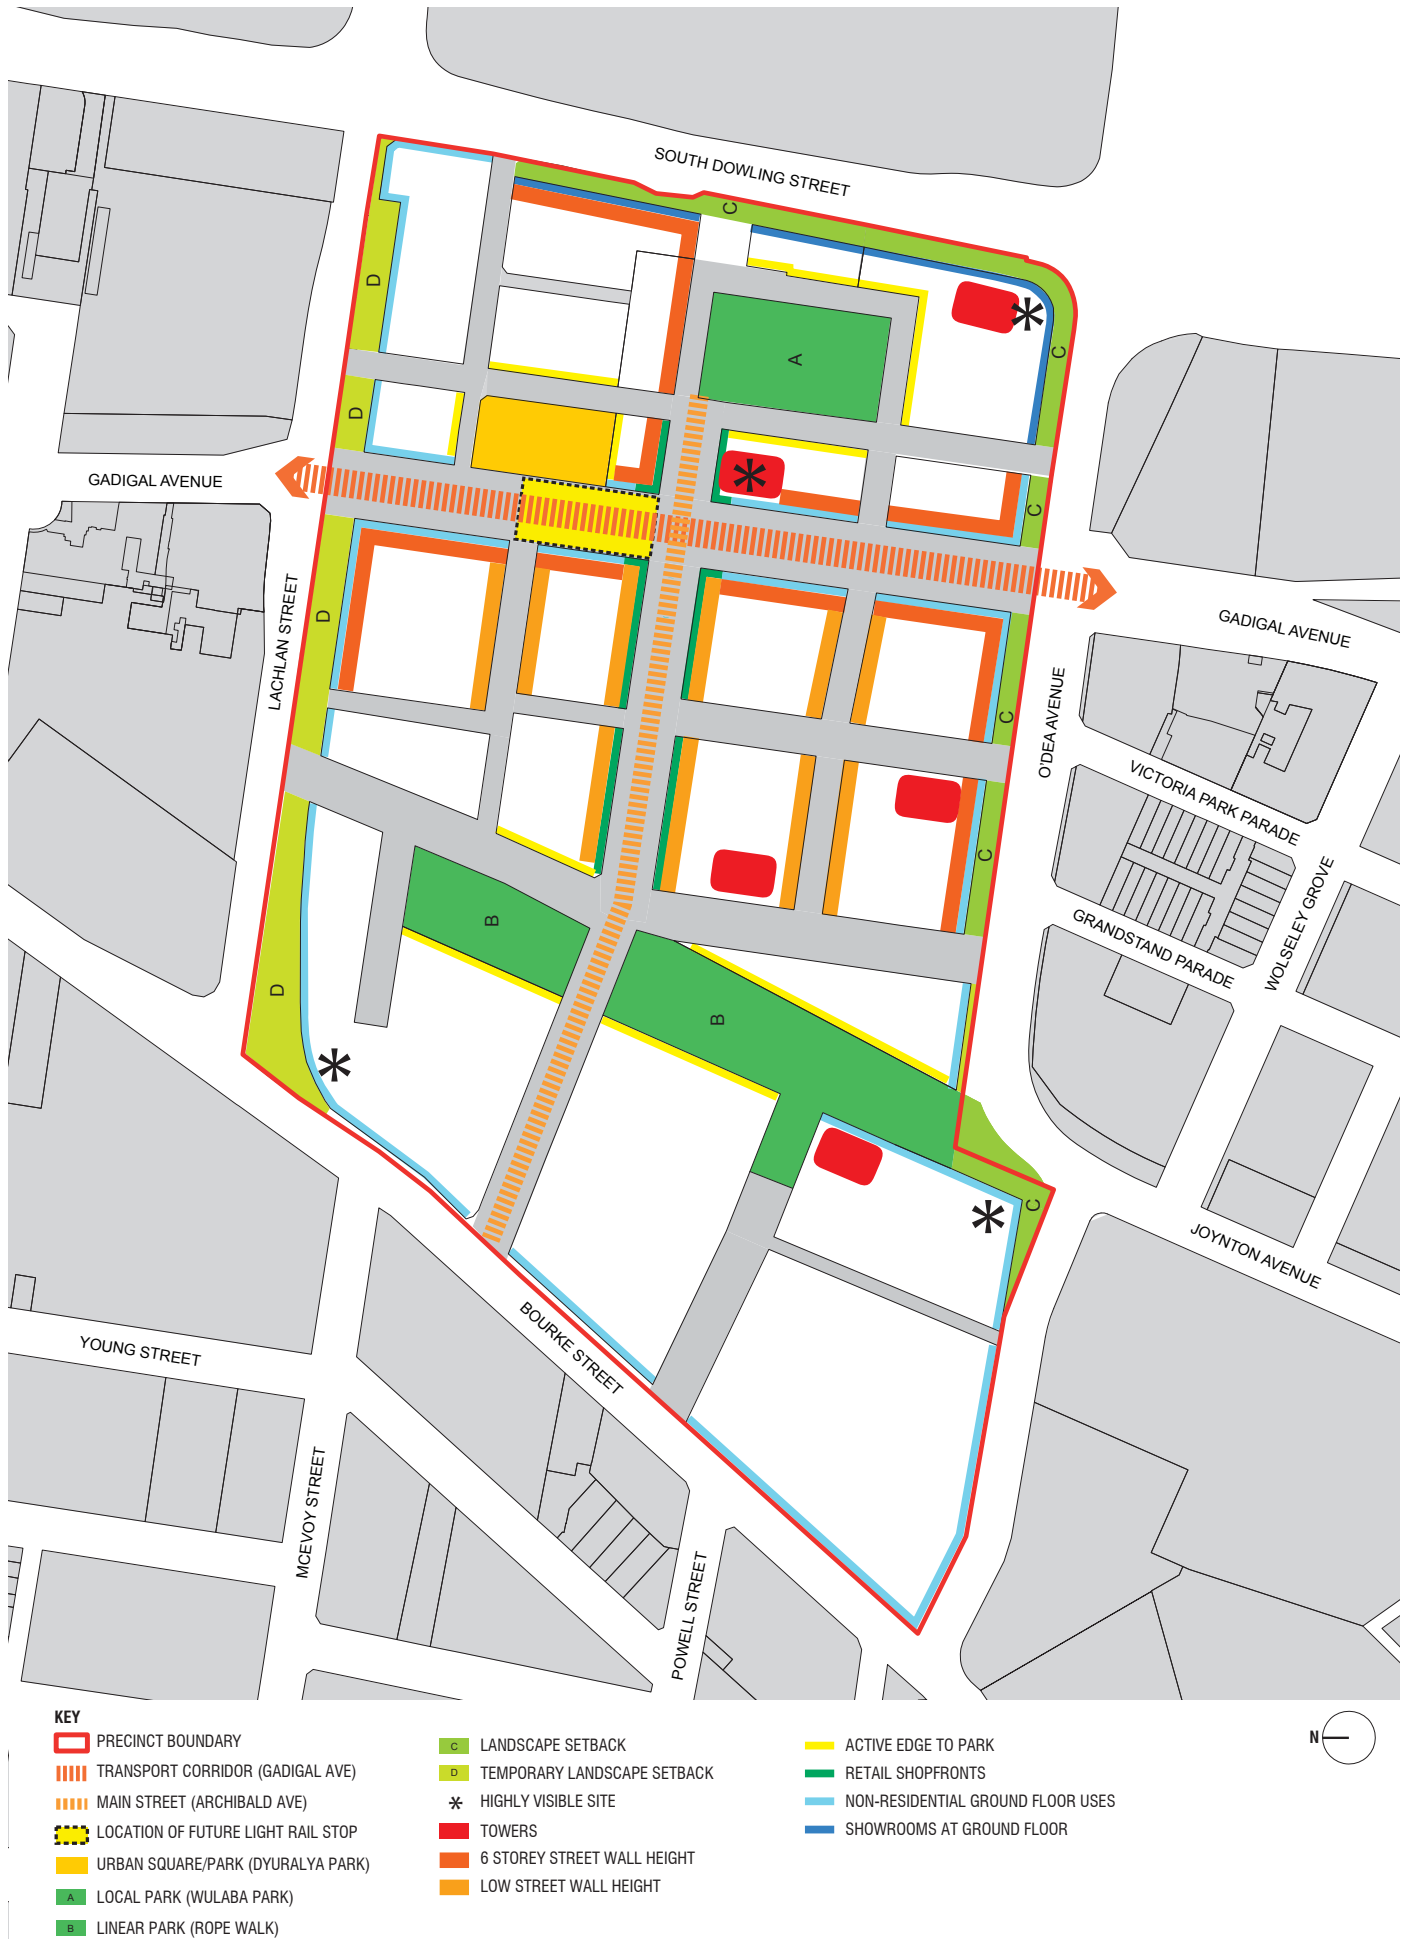 SOUTH DOWLING STREET
C
D
A
C
D
GADIGAL AVENUE
C
LACHLAN STREET
D
GADIGAL AVENUE
O'DEA AVENUE
C
VICTORIA PARK PARADE
C
WOLSELEY GROVE
B
GRANDSTAND PARADE
D
B
C
JOYNTON AVENUE
BOURKE STREET
YOUNG STREET
MCEVOY STREET
POWELL STREET
KEY
PRECINCT BOUNDARY
TRANSPORT CORRIDOR (GADIGAL AVE)
MAIN STREET (ARCHIBALD AVE)
LOCATION OF FUTURE LIGHT RAIL STOP
URBAN SQUARE/PARK (DYURALYA PARK)
A LOCAL PARK (WULABA PARK)
B LINEAR PARK (ROPE WALK)
C LANDSCAPE SETBACK
D TEMPORARY LANDSCAPE SETBACK
* HIGHLY VISIBLE SITE
TOWERS
6 STOREY STREET WALL HEIGHT
LOW STREET WALL HEIGHT
ACTIVE EDGE TO PARK
RETAIL SHOPFRONTS
NON-RESIDENTIAL GROUND FLOOR USES
SHOWROOMS AT GROUND FLOOR
N